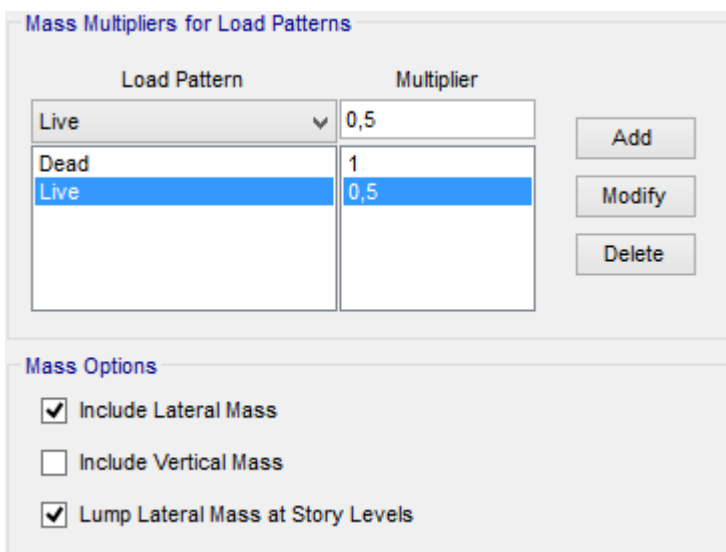 Mass Multipliers for Load Patterns
Load Pattern Multiplier
Live 0,5
Add
Dead 1
Live 0,5
Modify
Delete
Mass Options
Include Lateral Mass
Include Vertical Mass
Lump Lateral Mass at Story Levels